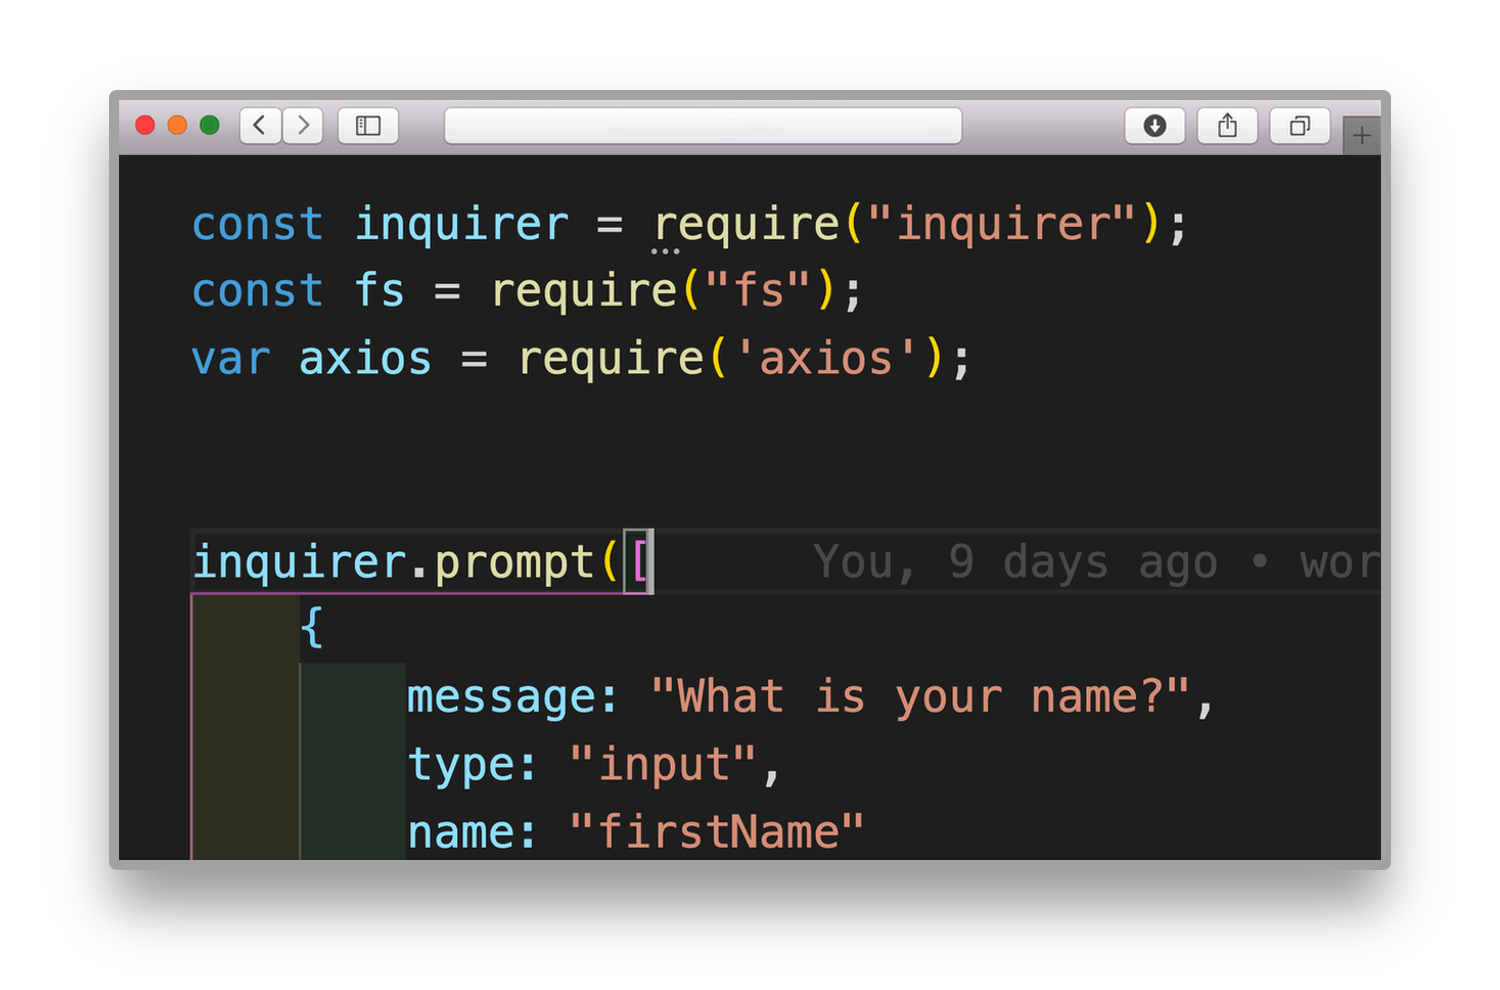 const inquirer = require("inquirer");
const fs = require("fs");
var axios = require('axios');
inquirer.prompt([ You, 9 days ago • wor
{
message: "What is your name?",
type: "input",
name: "firstName"